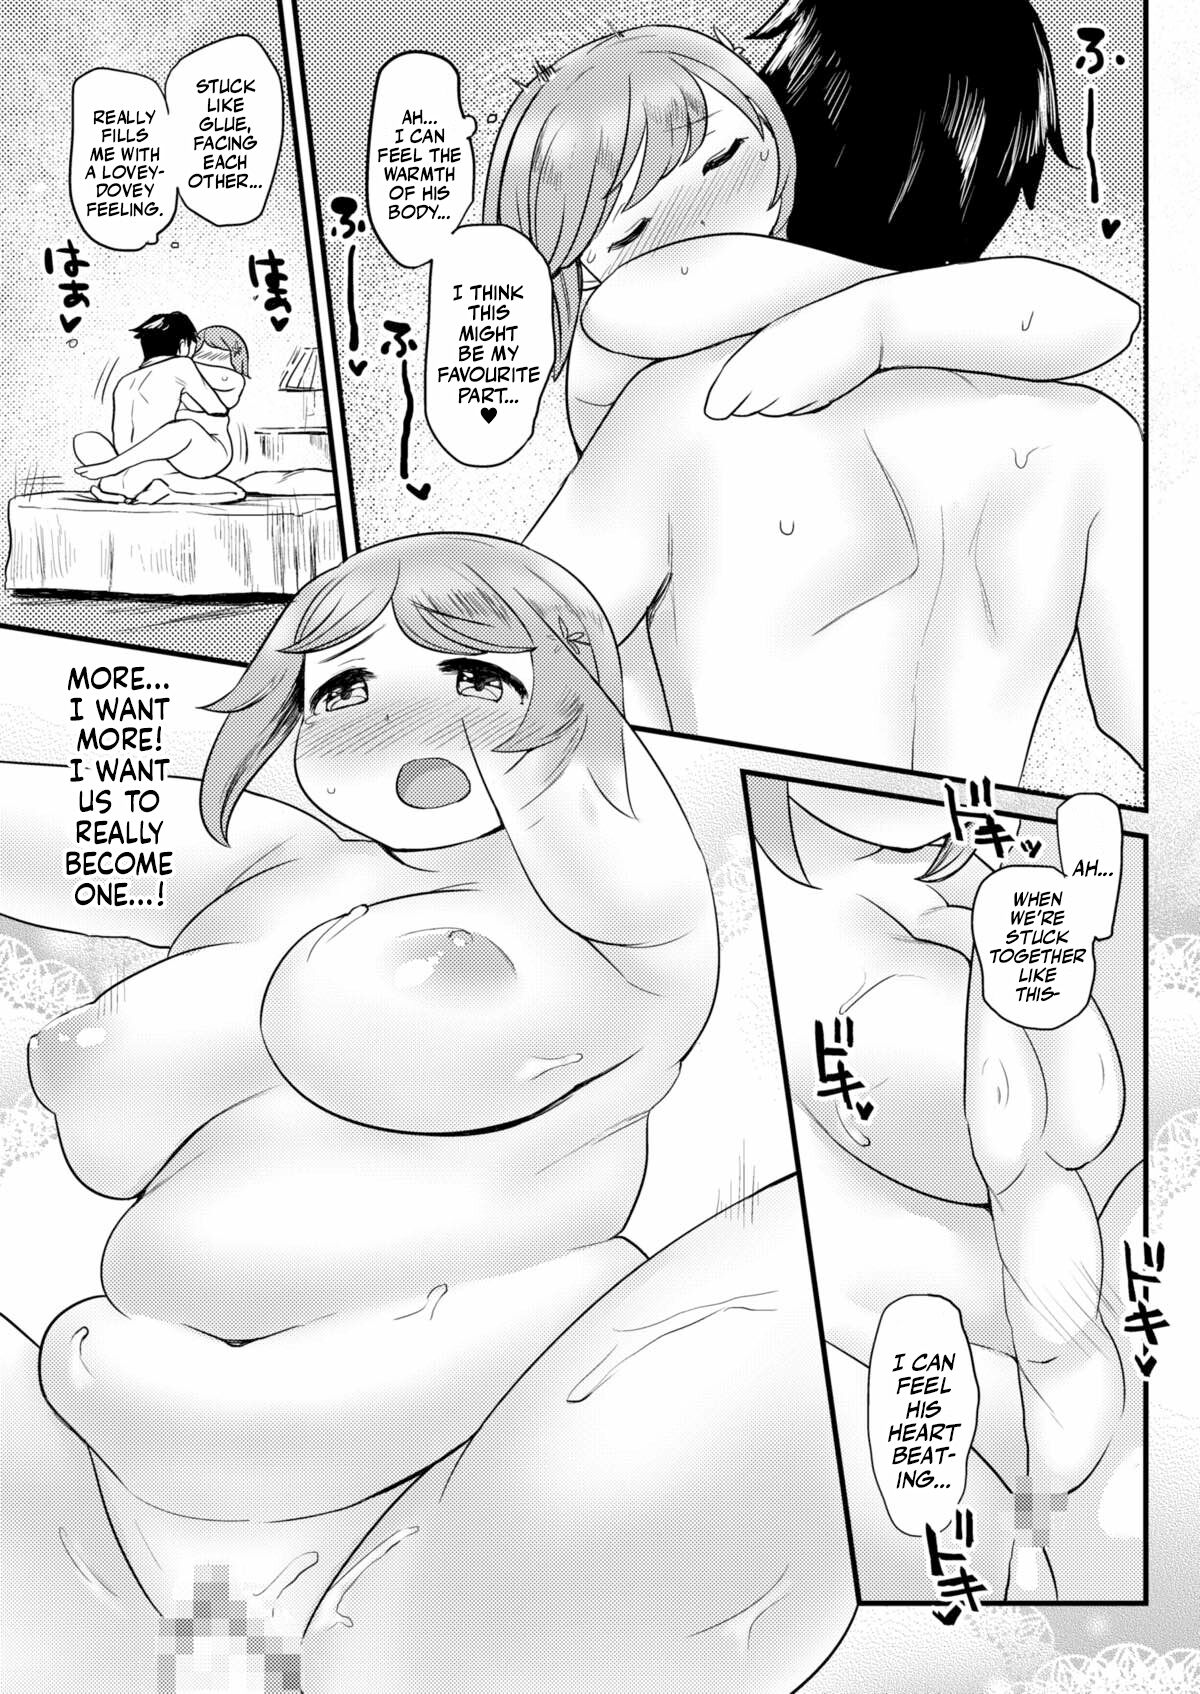 ふーー♥
AH...
I CAN
FEEL THE
WARMTH
OF HIS
BODY...
I THINK
THIS
MIGHT
BE MY
FAVOURITE
PART...
♥
ふーー♥
ふーー♥
STUCK
LIKE
GLUE,
FACING
EACH
OTHER...
REALLY
FILLS
ME WITH
A LOVEY-
DOVEY
FEELING.
はぁ♥
はぁ♥
ドキッ
AH...
WHEN
WE'RE
STUCK
TOGETHER
LIKE
THIS-
ドキ♥
ドキ♥
I CAN
FEEL
HIS
HEART
BEAT-
ING...
ドキ♥
MORE...
I WANT
MORE!
I WANT
US TO
REALLY
BECOME
ONE...!